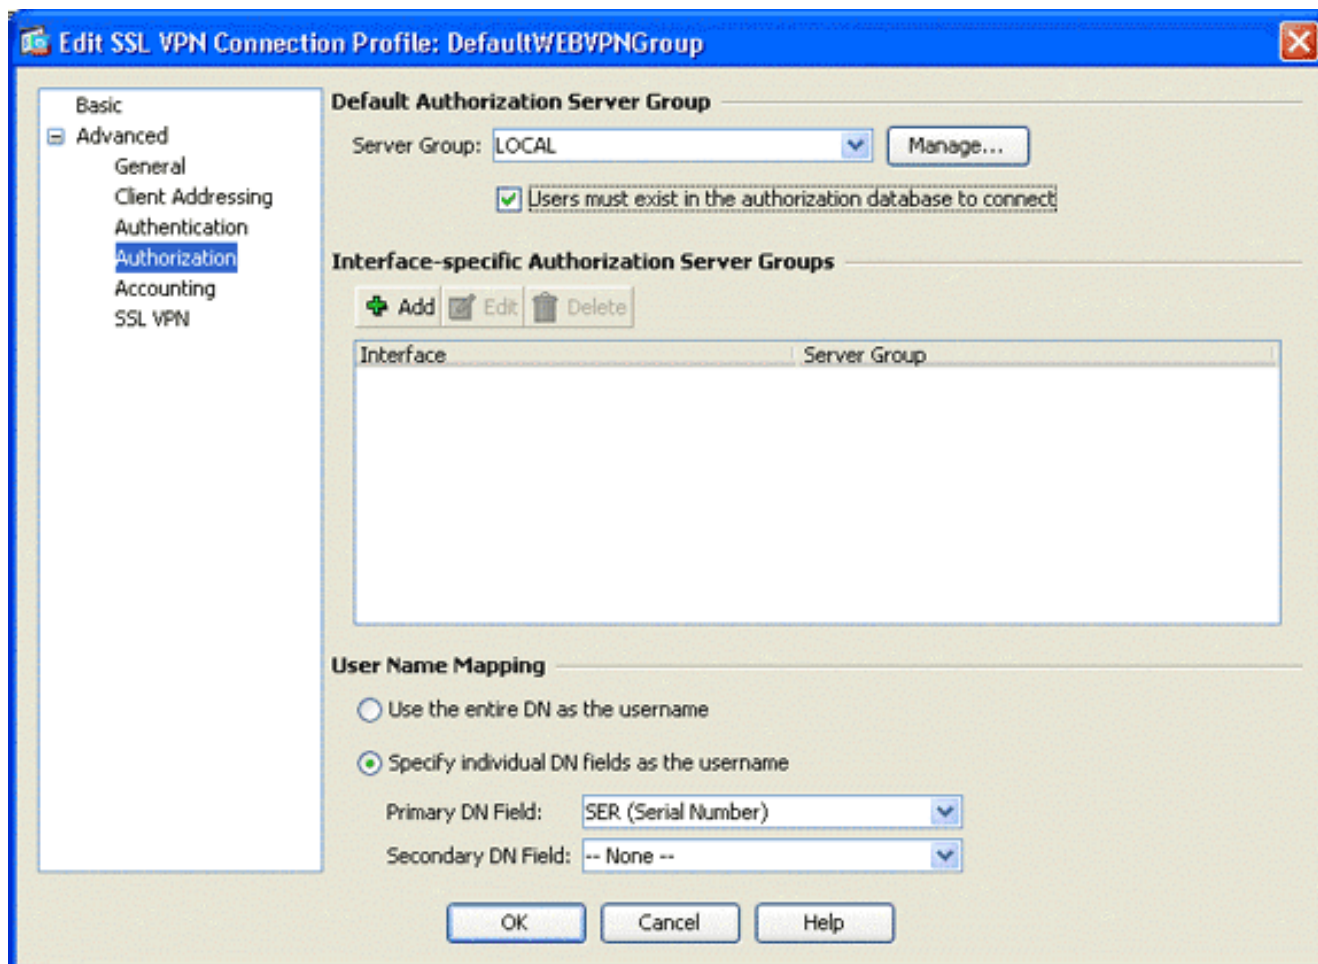 Edit SSL VPN Connection Profile: DefaultWEBVPNGroup
Basic
Advanced
General
Client Addressing
Authentication
Authorization
Accounting
SSL VPN
Default Authorization Server Group
Server Group: LOCAL Manage...
Users must exist in the authorization database to connect
Interface-specific Authorization Server Groups
Add Edit Delete
Interface Server Group
User Name Mapping
Use the entire DN as the username
Specify individual DN fields as the username
Primary DN Field: SER (Serial Number)
Secondary DN Field: -- None --
OK Cancel Help